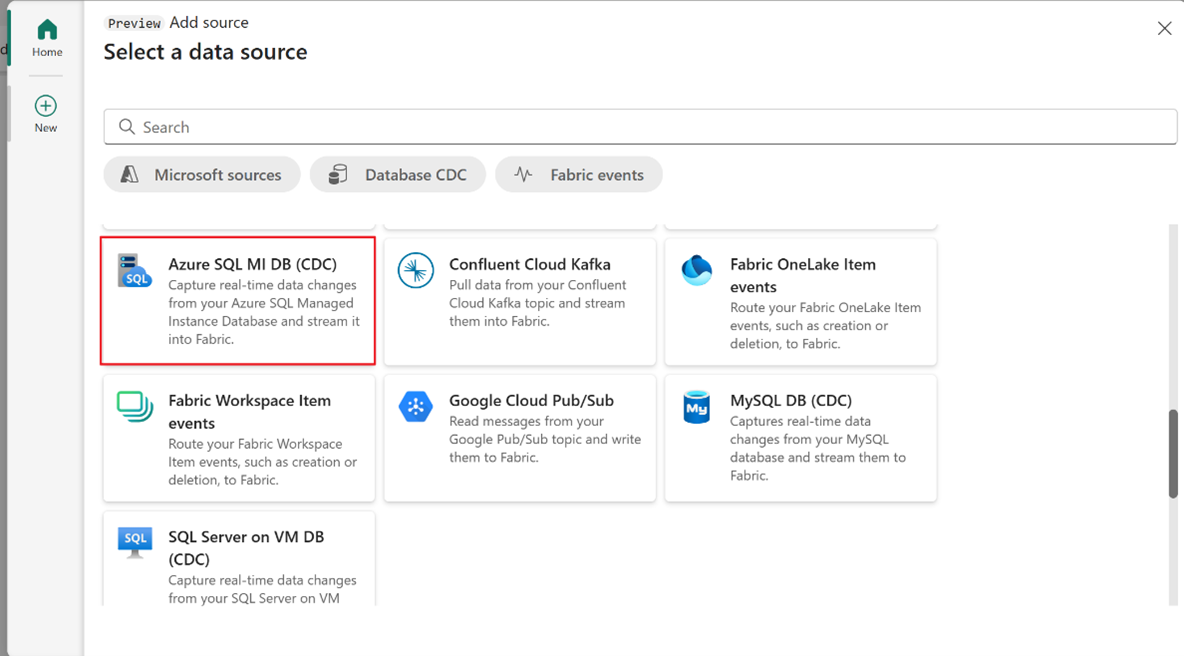 d
Home
New
Preview Add source
Select a data source
Search
Microsoft sources
Database CDC
Fabric events
SQL
Azure SQL MI DB (CDC)
Capture real-time data changes
from your Azure SQL Managed
Instance Database and stream it
into Fabric.
Confluent Cloud Kafka
Pull data from your Confluent
Cloud Kafka topic and stream
them into Fabric.
Fabric OneLake Item
events
Route your Fabric OneLake Item
events, such as creation or
deletion, to Fabric.
Fabric Workspace Item
events
Route your Fabric Workspace
Item events, such as creation or
deletion, to Fabric.
Google Cloud Pub/Sub
Read messages from your
Google Pub/Sub topic and write
them to Fabric.
My
MySQL DB (CDC)
Captures real-time data
changes from your MySQL
database and stream them to
Fabric.
SQL
SQL Server on VM DB
(CDC)
Capture real-time data changes
from your SQL Server on VM